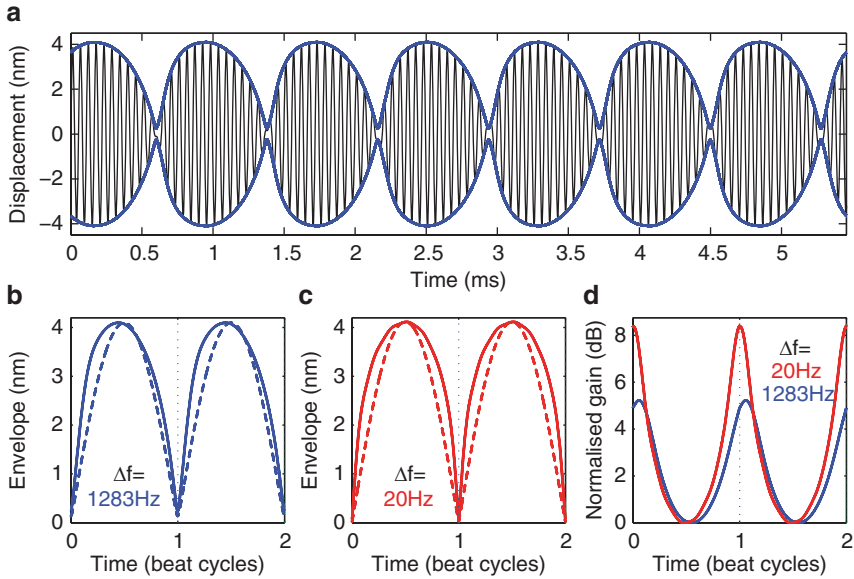 a
Displacement (nm)
4
2
0
−2
−4
0 0.5 1 1.5 2 2.5 3 3.5 4 4.5 5
Time (ms)
b
Envelope (nm)
4
3
2
1
0
Δf=
1283Hz
0 1 2
Time (beat cycles)
c
Envelope (nm)
4
3
2
1
0
Δf=
20Hz
0 1 2
Time (beat cycles)
d
Normalised gain (dB)
8
6
4
2
0
Δf=
20Hz
1283Hz
0 1 2
Time (beat cycles)